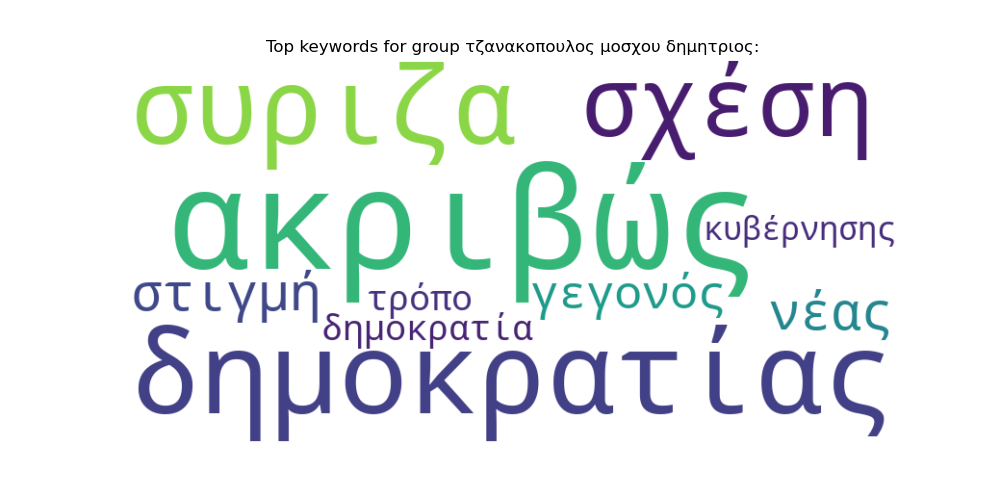 Top keywords for group τζανακοπουλος μοσχου δημητριος:
συριζα σχέση
ακριβώς κυβέρνησης
στιγμή τρόπο γεγονός νέας
δημοκρατία
δημοκρατίας